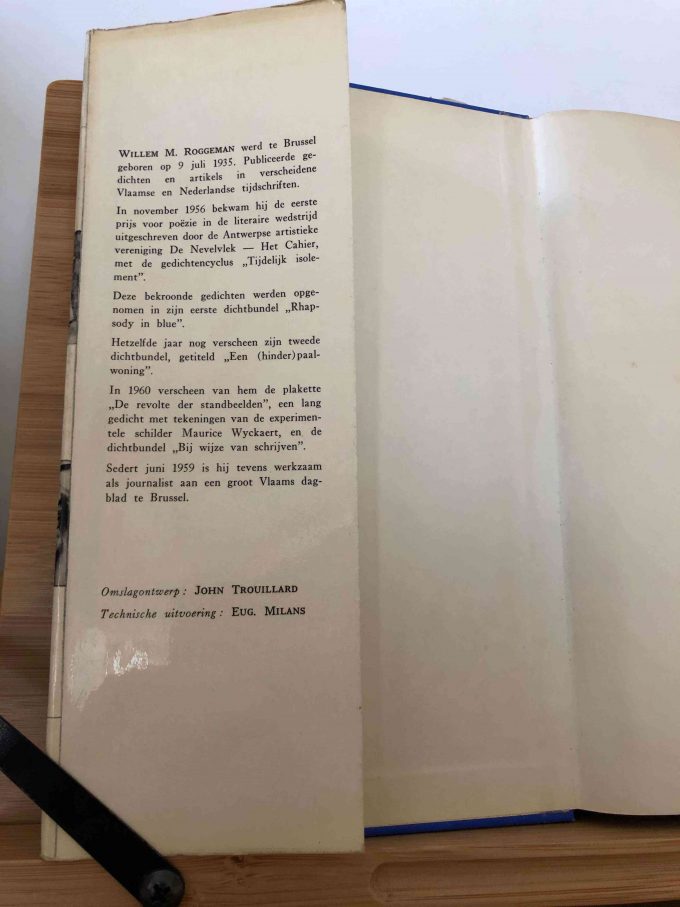 WILLEM M. ROGGEMAN werd te Brussel
geboren op 9 juli 1935. Publiceerde ge-
dichten en artikels in verscheidene
Vlaamse en Nederlandse tijdschriften.
In november 1956 bekwam hij de eerste
prijs voor poëzie in de literaire wedstrijd
uitgeschreven door de Antwerpse artistieke
vereniging De Nevelvlek — Het Cahier,
met de gedichtencyclus „Tijdelijk isole-
ment”.
Deze bekroonde gedichten werden opge-
nomen in zijn eerste dichtbundel „Rhap-
sody in blue”.
Hetzelfde jaar nog verscheen zijn tweede
dichtbundel, getiteld „Een (hinder)paal-
woning”.
In 1960 verscheen van hem de plakette
„De revolte der standbeelden”, een lang
gedicht met tekeningen van de experimen-
tele schilder Maurice Wyckaert, en de
dichtbundel „Bij wijze van schrijven”.
Sedert juni 1959 is hij tevens werkzaam
als journalist aan een groot Vlaams dag-
blad te Brussel.
Omslagontwerp : JOHN TROUILLARD
Technische uitvoering : EUG. MILANS